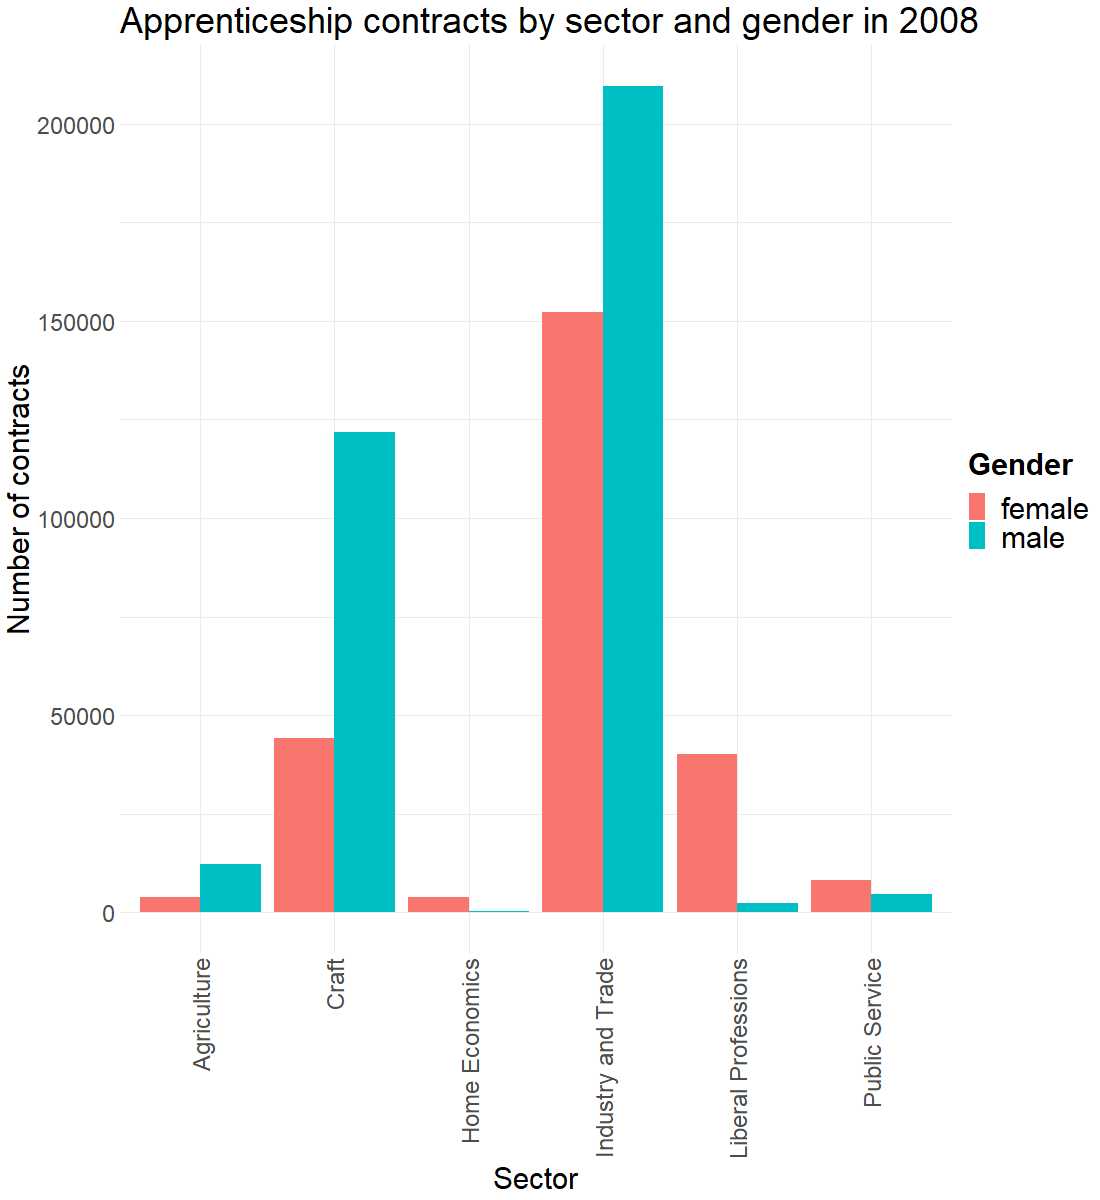 Apprenticeship contracts by sector and gender in 2008
Number of contracts
200000
150000
100000
50000
0
Agriculture
Craft
Home Economics
Industry and Trade
Liberal Professions
Public Service
Sector
Gender
female
male